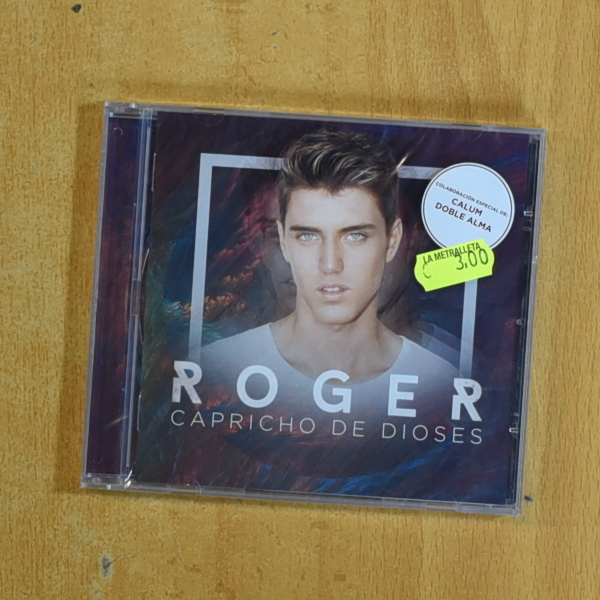 COLABORACIÓN ESPECIAL DE:
CALUM
DOBLE ALMA
LA METRALLETA
€ 3.00
ROGER
CAPRICHO DE DIOSES